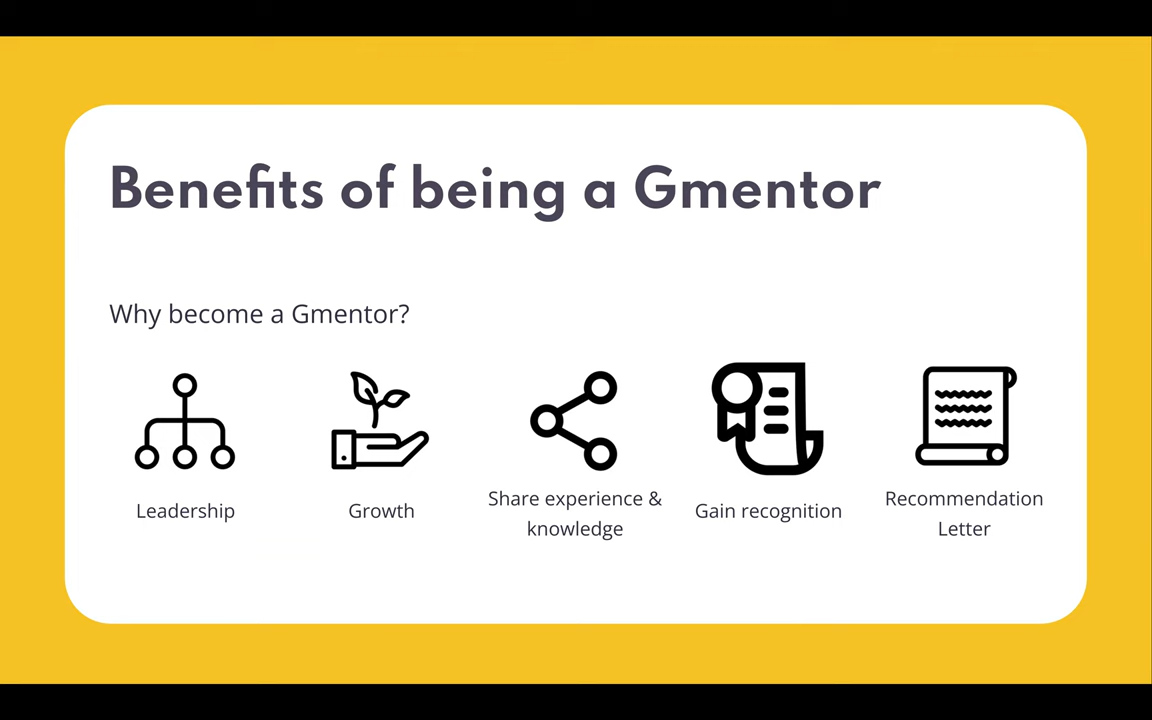 Benefits of being a Gmentor
Why become a Gmentor?
Leadership
Growth
Share experience &
knowledge
Gain recognition
Recommendation
Letter